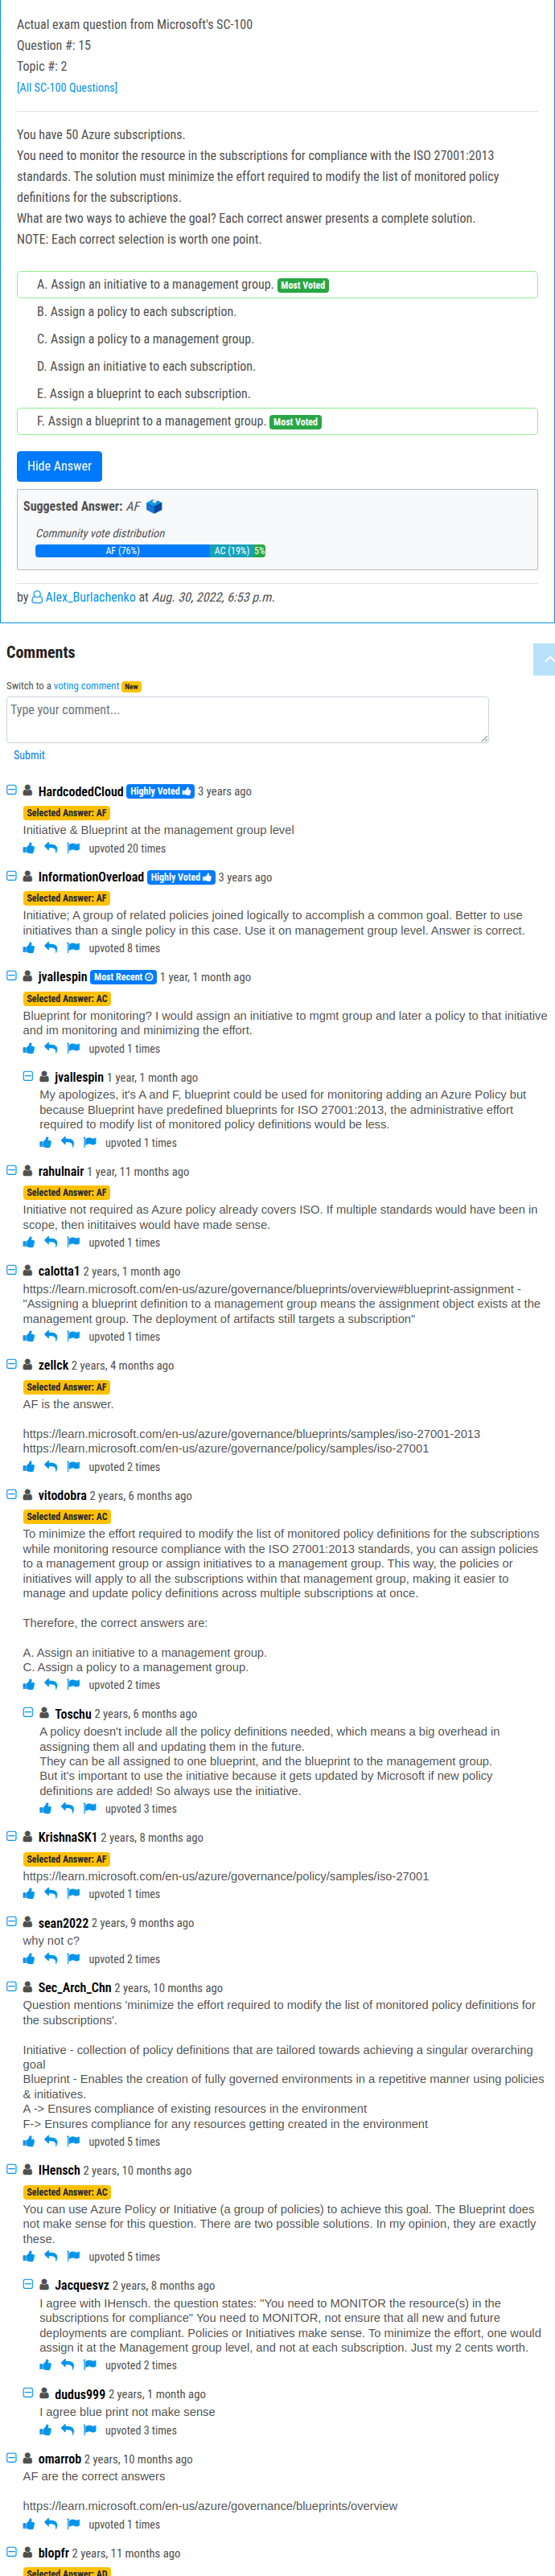 Actual exam question from Microsoft's SC-100
Question #: 15
Topic #: 2
[All SC-100 Questions]
You have 50 Azure subscriptions.
You need to monitor the resource in the subscriptions for compliance with the ISO 27001:2013
standards. The solution must minimize the effort required to modify the list of monitored policy
definitions for the subscriptions.
What are two ways to achieve the goal? Each correct answer presents a complete solution.
NOTE: Each correct selection is worth one point.
A. Assign an initiative to a management group. Most Voted
B. Assign a policy to each subscription.
C. Assign a policy to a management group.
D. Assign an initiative to each subscription.
E. Assign a blueprint to each subscription.
F. Assign a blueprint to a management group. Most Voted
Hide Answer
Suggested Answer: AF
Community vote distribution
AF (76%) AC (19%) 5%
by Alex_Burlachenko at Aug. 30, 2022, 6:53 p.m.
Comments
Switch to a voting comment New
Type your comment...
Submit
HardcodedCloud Highly Voted 3 years ago
Selected Answer: AF
Initiative & Blueprint at the management group level
upvoted 20 times
InformationOverload Highly Voted 3 years ago
Selected Answer: AF
Initiative; A group of related policies joined logically to accomplish a common goal. Better to use
initiatives than a single policy in this case. Use it on management group level. Answer is correct.
upvoted 8 times
jvallespin Most Recent 1 year, 1 month ago
Selected Answer: AC
Blueprint for monitoring? I would assign an initiative to mgmt group and later a policy to that initiative
and im monitoring and minimizing the effort.
upvoted 1 times
jvallespin 1 year, 1 month ago
My apologizes, it's A and F, blueprint could be used for monitoring adding an Azure Policy but
because Blueprint have predefined blueprints for ISO 27001:2013, the administrative effort
required to modify list of monitored policy definitions would be less.
upvoted 1 times
rahulnair 1 year, 11 months ago
Selected Answer: AF
Initiative not required as Azure policy already covers ISO. If multiple standards would have been in
scope, then inititaives would have made sense.
upvoted 1 times
calotta1 2 years, 1 month ago
https://learn.microsoft.com/en-us/azure/governance/blueprints/overview#blueprint-assignment -
"Assigning a blueprint definition to a management group means the assignment object exists at the
management group. The deployment of artifacts still targets a subscription"
upvoted 1 times
zellck 2 years, 4 months ago
Selected Answer: AF
AF is the answer.
https://learn.microsoft.com/en-us/azure/governance/blueprints/samples/iso-27001-2013
https://learn.microsoft.com/en-us/azure/governance/policy/samples/iso-27001
upvoted 2 times
vitodobra 2 years, 6 months ago
Selected Answer: AC
To minimize the effort required to modify the list of monitored policy definitions for the subscriptions
while monitoring resource compliance with the ISO 27001:2013 standards, you can assign policies
to a management group or assign initiatives to a management group. This way, the policies or
initiatives will apply to all the subscriptions within that management group, making it easier to
manage and update policy definitions across multiple subscriptions at once.
Therefore, the correct answers are:
A. Assign an initiative to a management group.
C. Assign a policy to a management group.
upvoted 2 times
Toschu 2 years, 6 months ago
A policy doesn't include all the policy definitions needed, which means a big overhead in
assigning them all and updating them in the future.
They can be all assigned to one blueprint, and the blueprint to the management group.
But it's important to use the initiative because it gets updated by Microsoft if new policy
definitions are added! So always use the initiative.
upvoted 3 times
KrishnaSK1 2 years, 8 months ago
Selected Answer: AF
https://learn.microsoft.com/en-us/azure/governance/policy/samples/iso-27001
upvoted 1 times
sean2022 2 years, 9 months ago
why not c?
upvoted 2 times
Sec_Arch_Chn 2 years, 10 months ago
Question mentions 'minimize the effort required to modify the list of monitored policy definitions for
the subscriptions'.
Initiative - collection of policy definitions that are tailored towards achieving a singular overarching
goal
Blueprint - Enables the creation of fully governed environments in a repetitive manner using policies
& initiatives.
A -> Ensures compliance of existing resources in the environment
F-> Ensures compliance for any resources getting created in the environment
upvoted 5 times
IHensch 2 years, 10 months ago
Selected Answer: AC
You can use Azure Policy or Initiative (a group of policies) to achieve this goal. The Blueprint does
not make sense for this question. There are two possible solutions. In my opinion, they are exactly
these.
upvoted 5 times
Jacquesvz 2 years, 8 months ago
I agree with IHensch. the question states: "You need to MONITOR the resource(s) in the
subscriptions for compliance" You need to MONITOR, not ensure that all new and future
deployments are compliant. Policies or Initiatives make sense. To minimize the effort, one would
assign it at the Management group level, and not at each subscription. Just my 2 cents worth.
upvoted 2 times
dudus999 2 years, 1 month ago
I agree blue print not make sense
upvoted 3 times
omarrob 2 years, 10 months ago
AF are the correct answers
https://learn.microsoft.com/en-us/azure/governance/blueprints/overview
upvoted 1 times
blopfr 2 years, 11 months ago
Selected Answer: AD